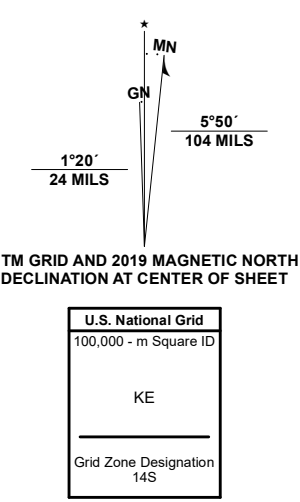 ★
MN
GN
5°50´
104 MILS
1°20´
24 MILS
TM GRID AND 2019 MAGNETIC NORTH
DECLINATION AT CENTER OF SHEET
U.S. National Grid
100,000 - m Square ID
KE
Grid Zone Designation
14S